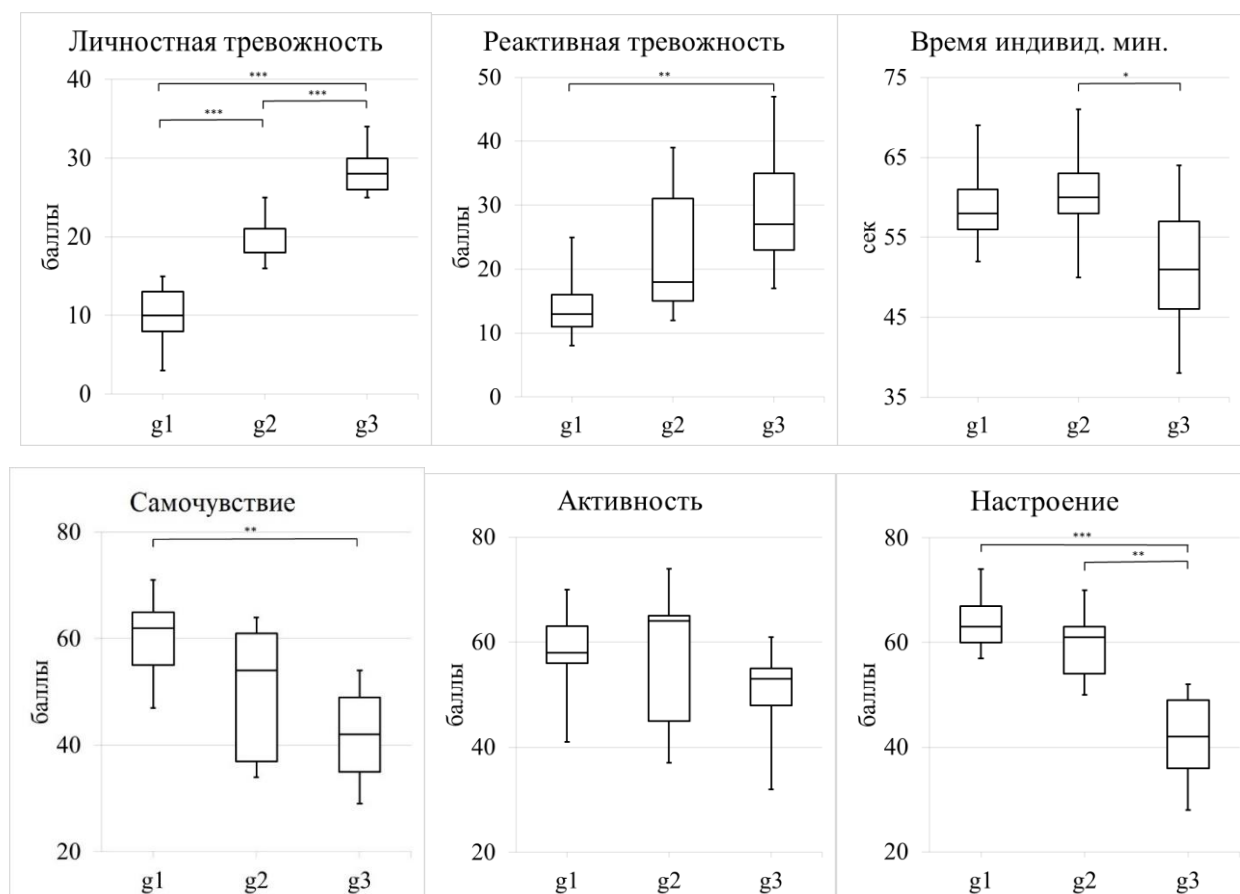 Личностная тревожность
***
***
***
40
30
20
10
0
баллы
g1 g2 g3
Реактивная тревожность
**
50
40
30
20
10
0
баллы
g1 g2 g3
Время индивид. мин.
*
75
65
55
45
35
сек
g1 g2 g3
Самочувствие
**
80
60
40
20
баллы
g1 g2 g3
Активность
80
60
40
20
баллы
g1 g2 g3
Настроение
***
**
80
60
40
20
баллы
g1 g2 g3